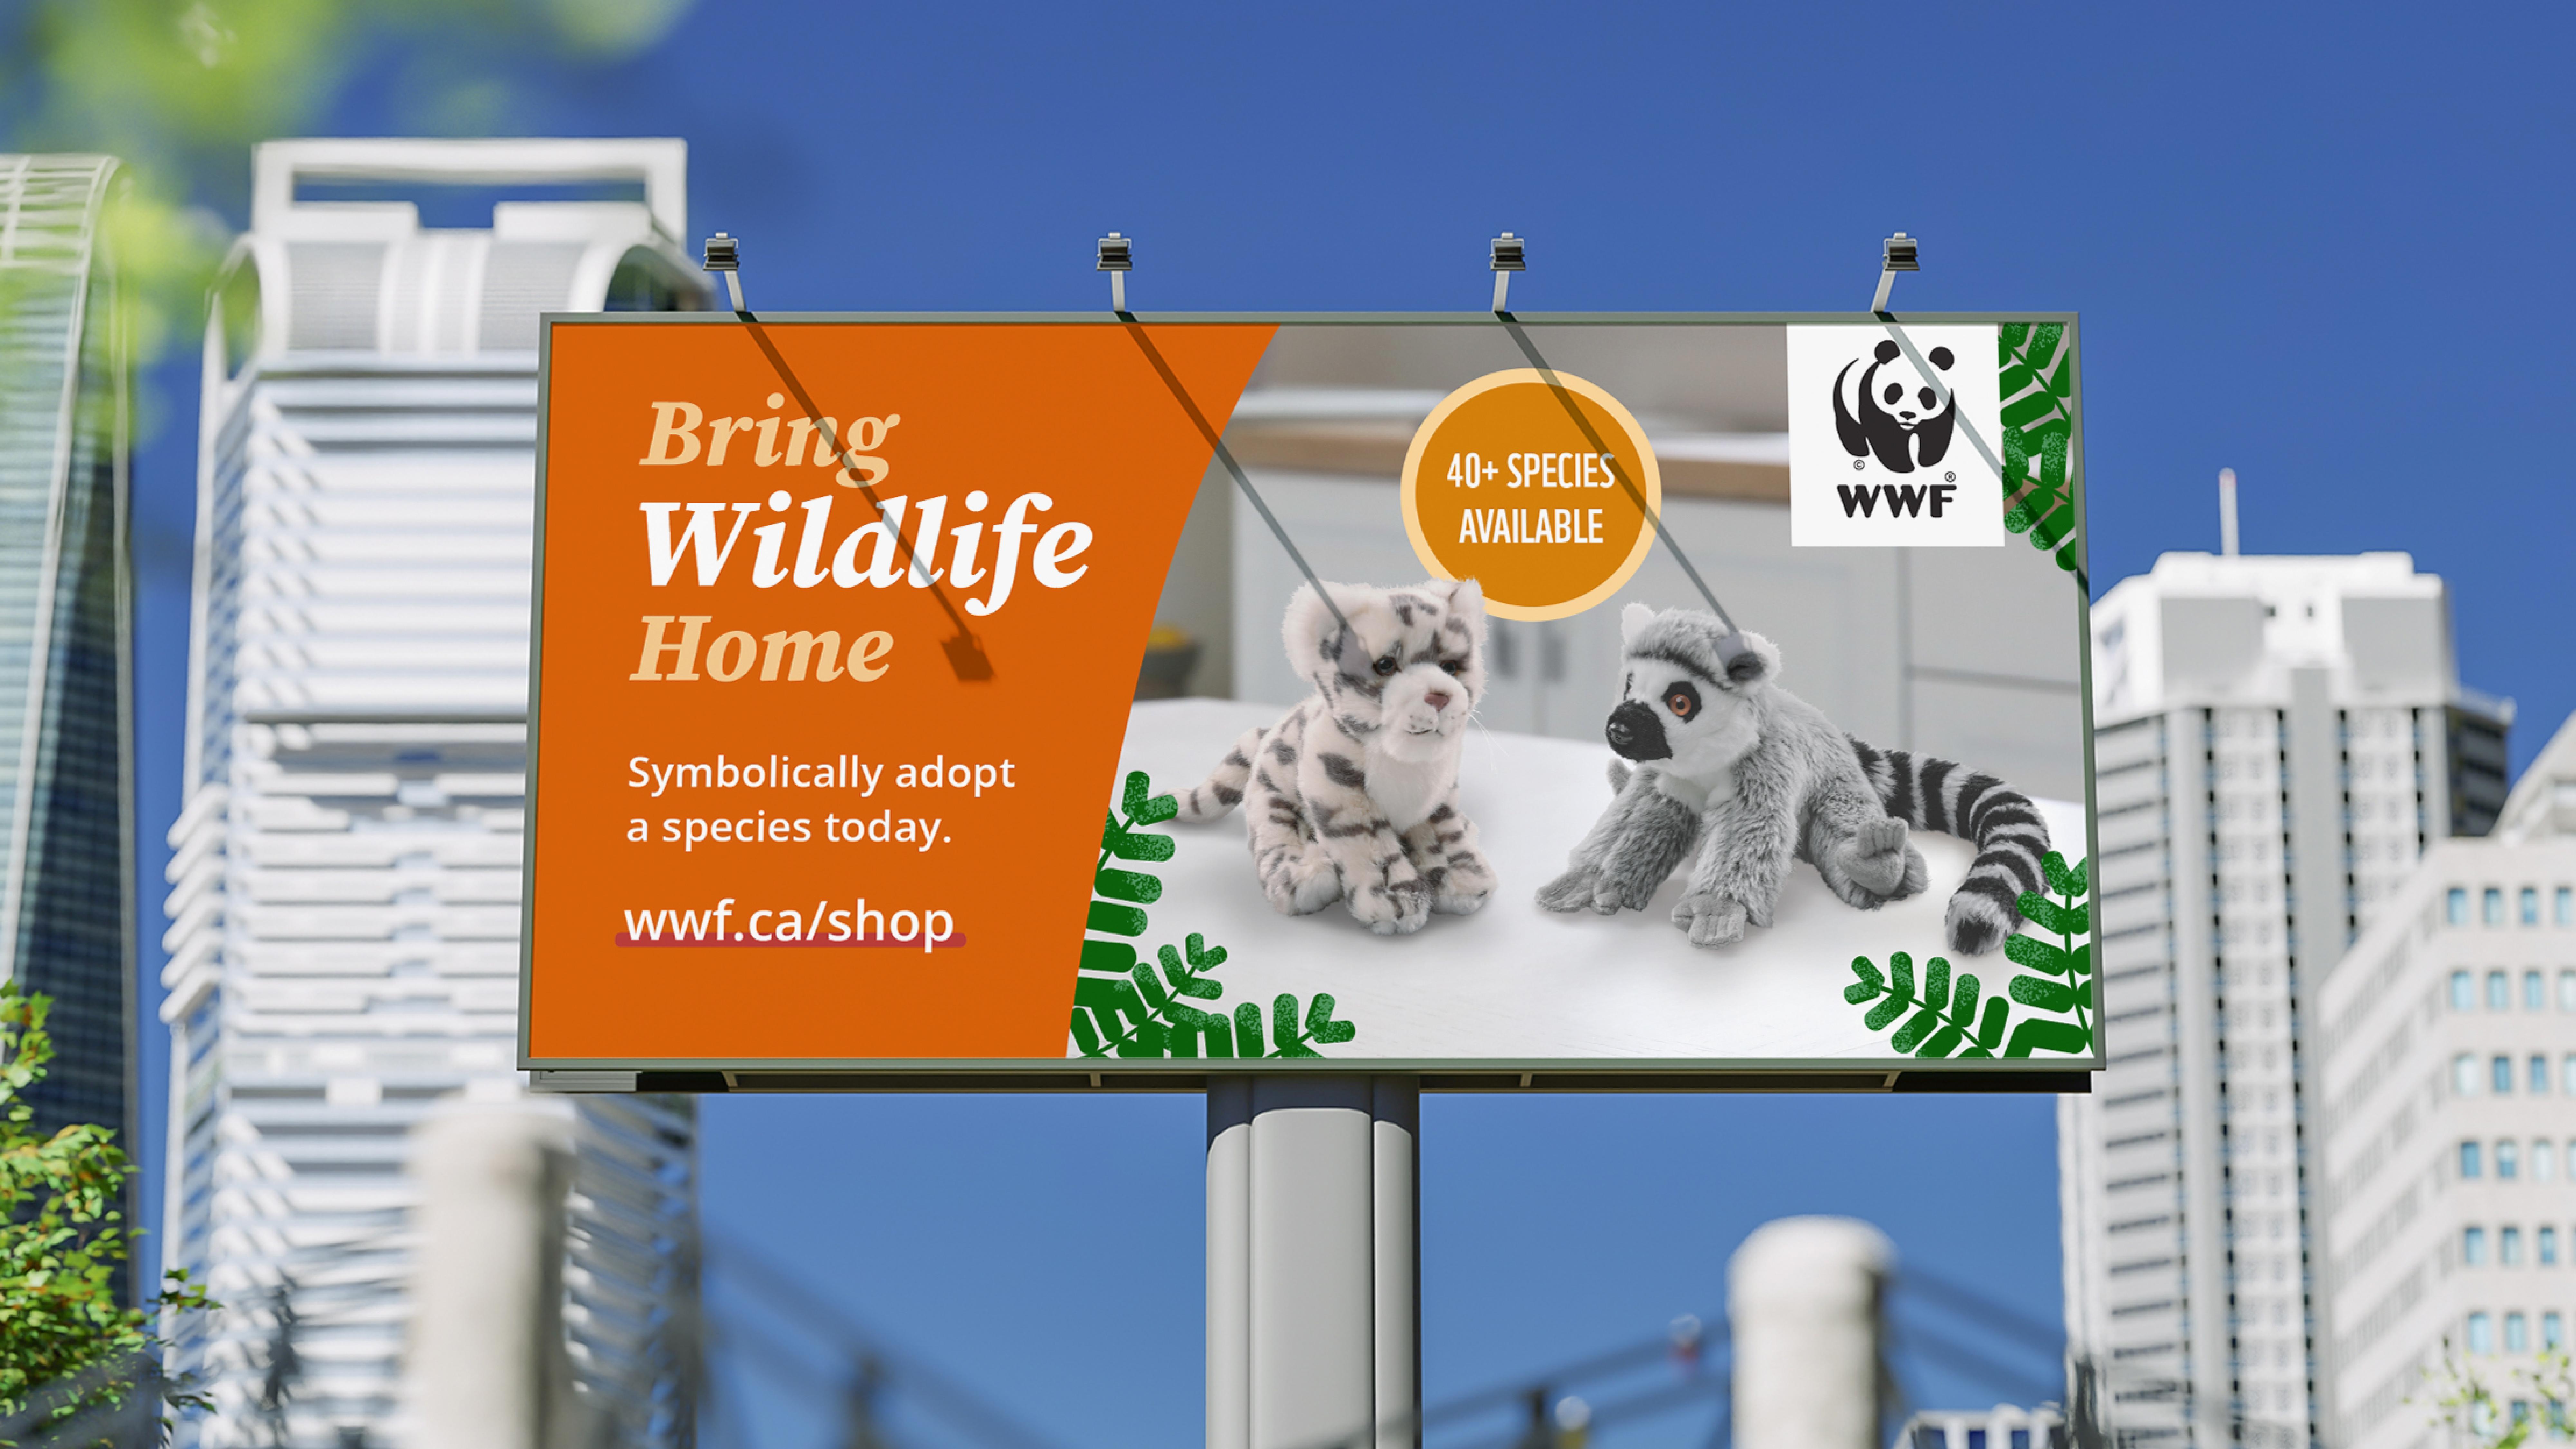 Bring
Wildlife
Home
Symbolically adopt
a species today.
wwf.ca/shop
40+ SPECIES
AVAILABLE
©
®
WWF